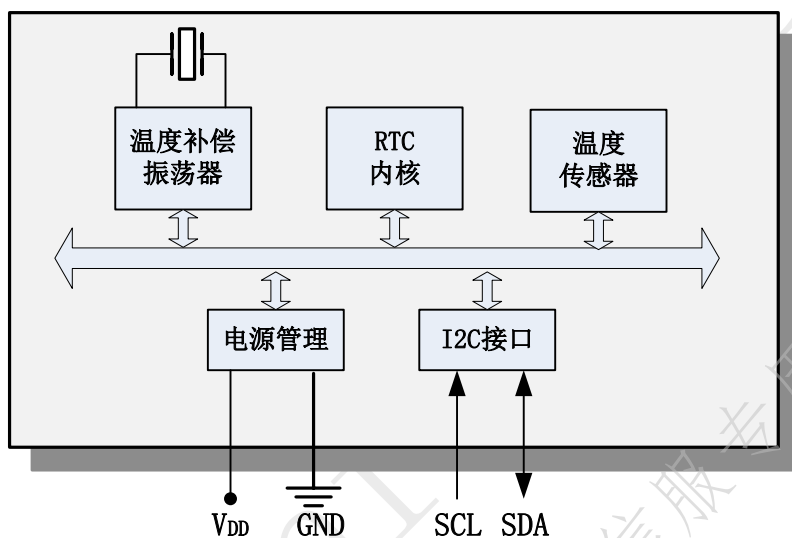 温度补偿
振荡器
RTC
内核
温度
传感器
电源管理
I2C接口
VDD
GND
SCL
SDA